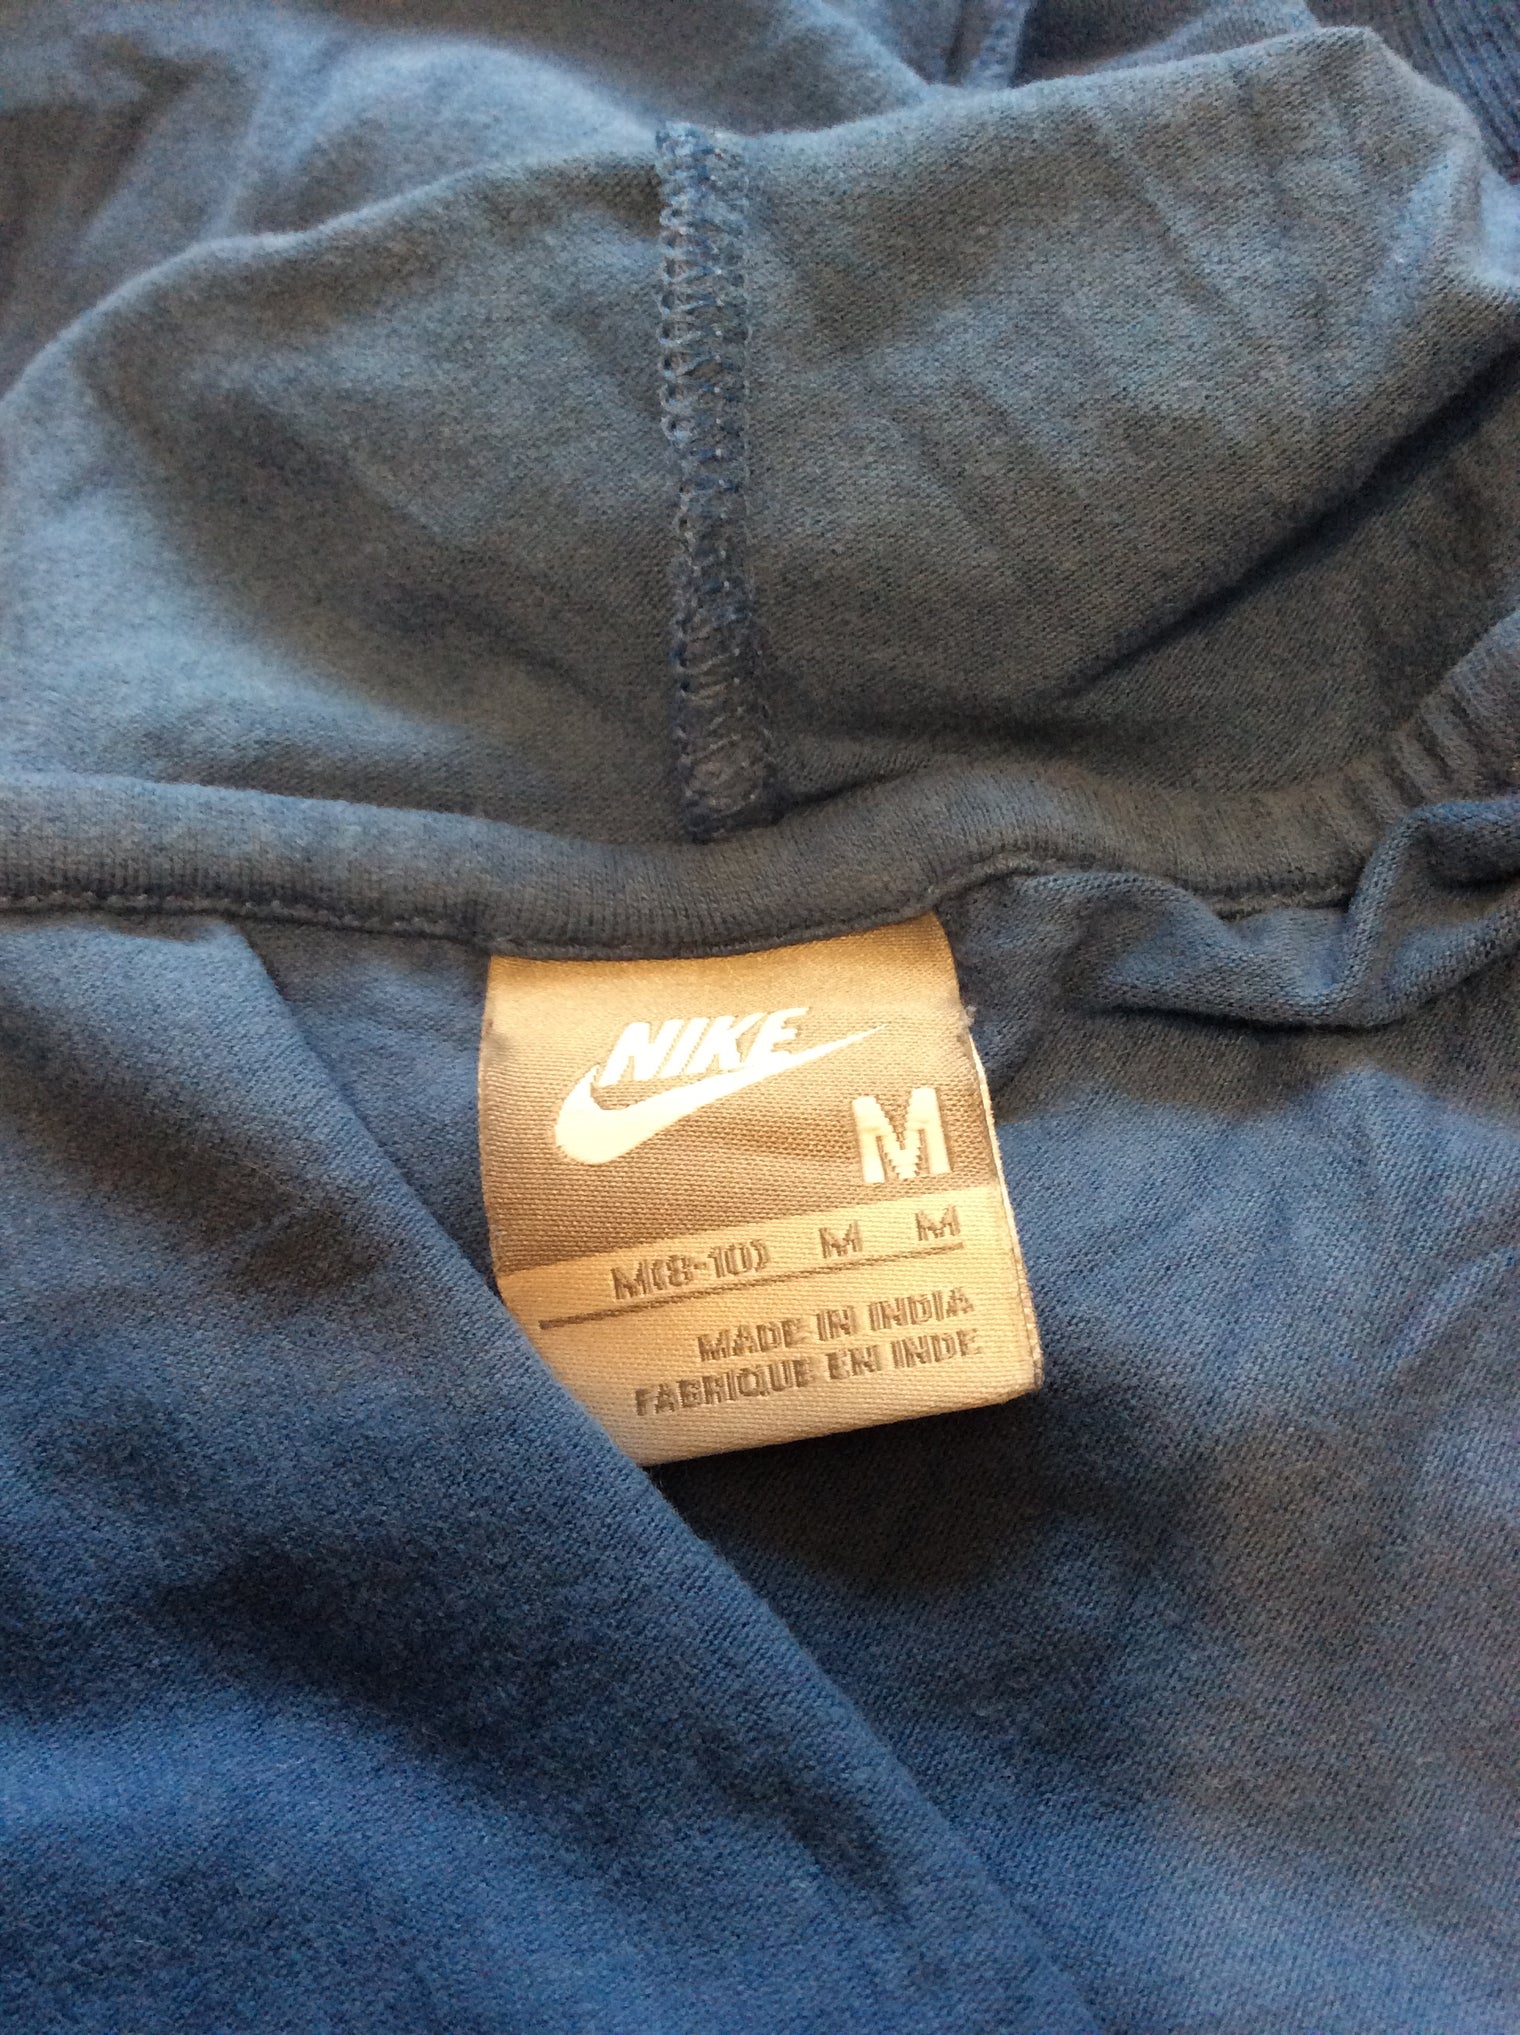 NIKE
M
M(8-10) M M
MADE IN INDIA
FABRIQUE EN INDE